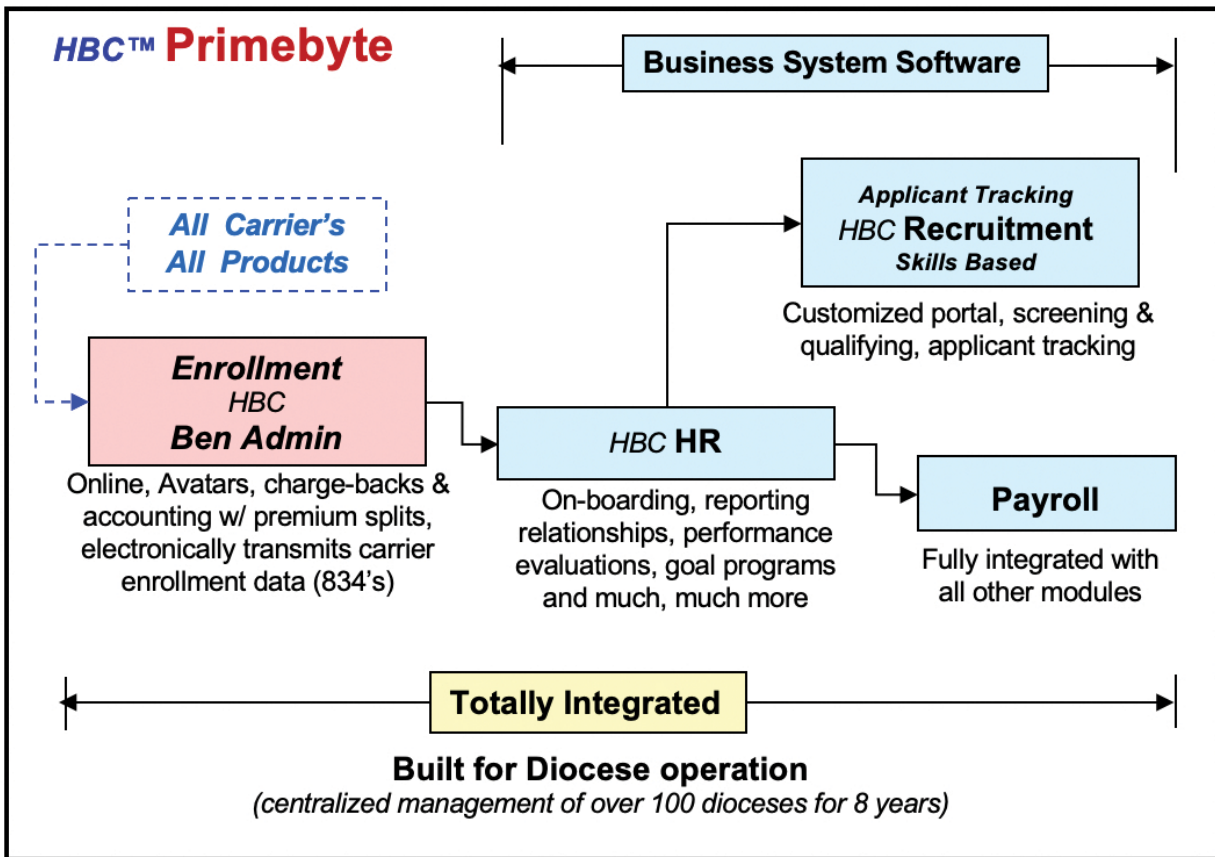 HBC™ Primebyte
Business System Software
All Carrier's
All Products
Applicant Tracking
HBC Recruitment
Skills Based
Customized portal, screening &
qualifying, applicant tracking
Enrollment
HBC
Ben Admin
Online, Avatars, charge-backs &
accounting w/ premium splits,
electronically transmits carrier
enrollment data (834's)
HBC HR
On-boarding, reporting
relationships, performance
evaluations, goal programs
and much, much more
Payroll
Fully integrated with
all other modules
Totally Integrated
Built for Diocese operation
(centralized management of over 100 dioceses for 8 years)